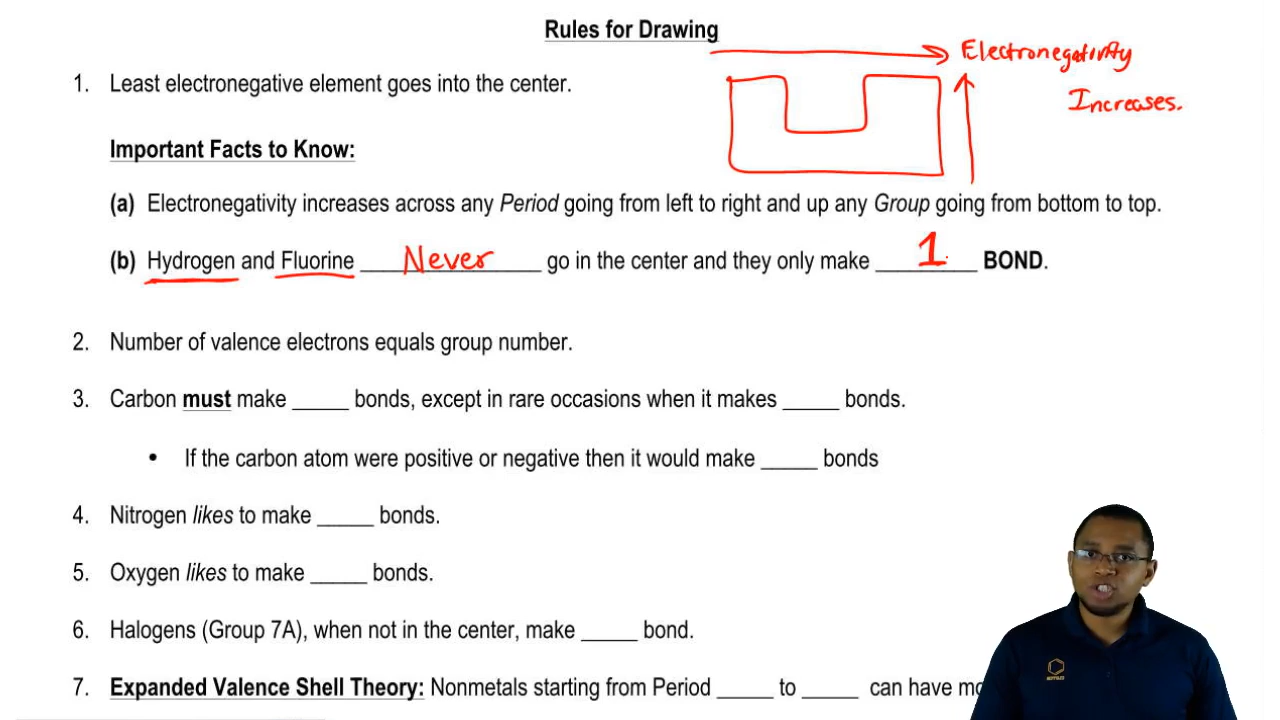 Rules for Drawing
Electronegativity
1. Least electronegative element goes into the center.
Increases.
Important Facts to Know:
(a) Electronegativity increases across any Period going from left to right and up any Group going from bottom to top.
(b) Hydrogen and Fluorine Never go in the center and they only make 1 BOND.
2. Number of valence electrons equals group number.
3. Carbon must make _____ bonds, except in rare occasions when it makes _____ bonds.
• If the carbon atom were positive or negative then it would make _____ bonds
4. Nitrogen likes to make _____ bonds.
5. Oxygen likes to make _____ bonds.
6. Halogens (Group 7A), when not in the center, make _____ bond.
7. Expanded Valence Shell Theory: Nonmetals starting from Period _____ to _____ can have